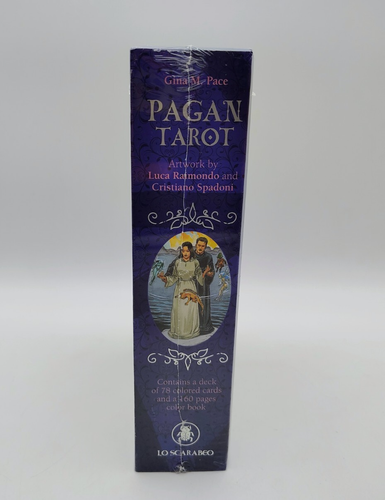 Gina M. Pace
PAGAN
TAROT
Artwork by
Luca Raimondo and
Cristiano Spadoni
Contains a deck
of 78 colored cards
and a 160 pages
color book
LO SCARABEO